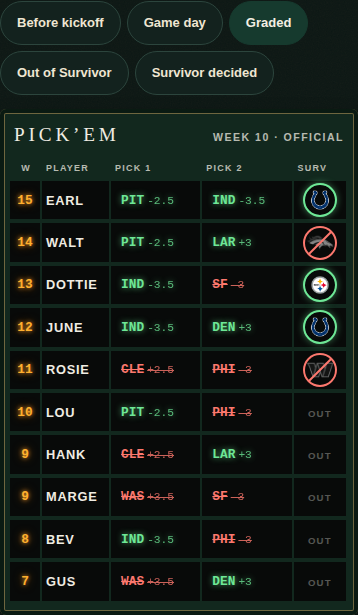 Before kickoff Game day Graded
Out of Survivor Survivor decided
PICK'EM WEEK 10 · OFFICIAL
W PLAYER PICK 1 PICK 2 SURV
15 EARL PIT -2.5 IND -3.5
14 WALT PIT -2.5 LAR +3
13 DOTTIE IND -3.5 SF -3
12 JUNE IND -3.5 DEN +3
11 ROSIE CLE +2.5 PHI -3
10 LOU PIT -2.5 PHI -3 OUT
9 HANK CLE +2.5 LAR +3 OUT
9 MARGE WAS +3.5 SF -3 OUT
8 BEV IND -3.5 PHI -3 OUT
7 GUS WAS +3.5 DEN +3 OUT